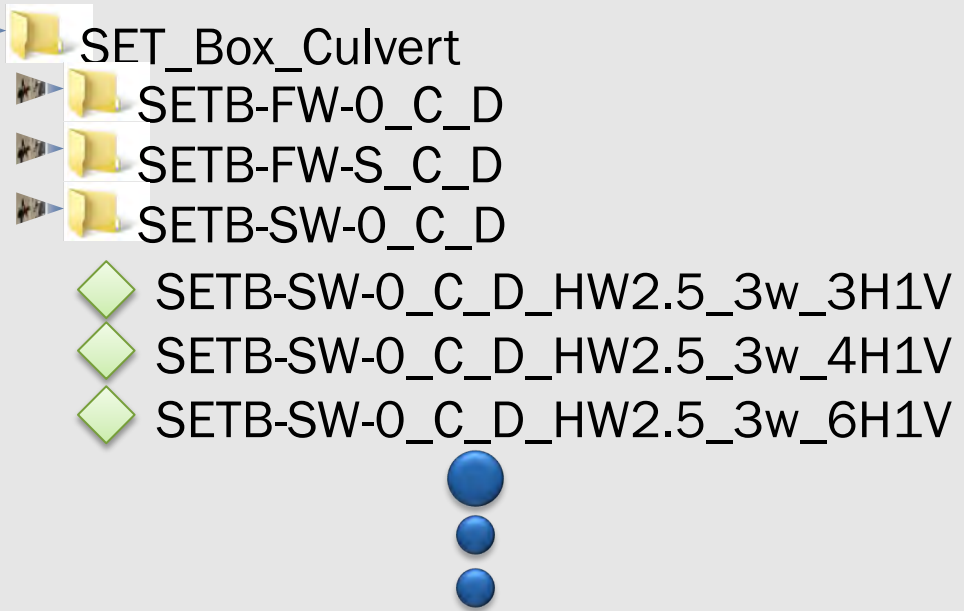 SET_Box_Culvert
SETB-FW-0_C_D
SETB-FW-S_C_D
SETB-SW-0_C_D
SETB-SW-0_C_D_HW2.5_3w_3H1V
SETB-SW-0_C_D_HW2.5_3w_4H1V
SETB-SW-0_C_D_HW2.5_3w_6H1V